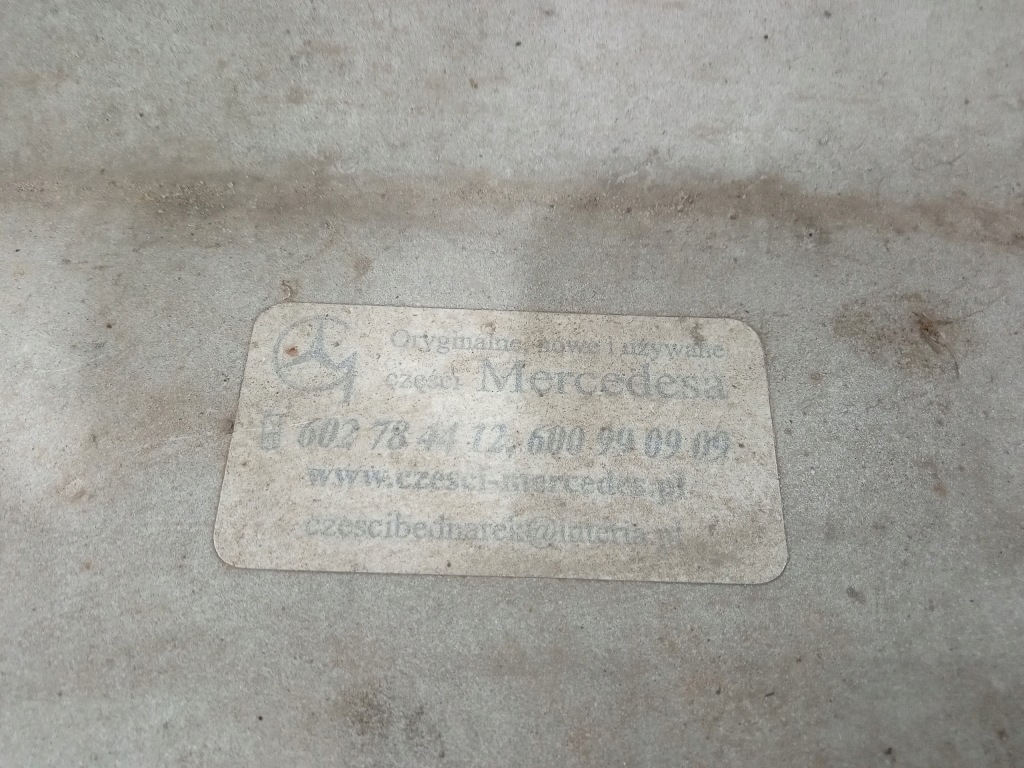 Oryginalne, nowe i używane
części Mercedesa
602 78 44 12, 600 99 09 09
www.czesci-mercedes.pl
czescibednarek@interia.pl